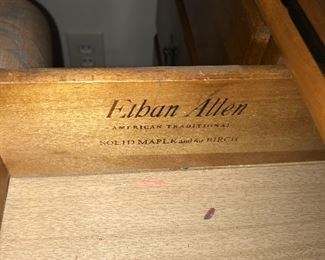 Ethan Allen
AMERICAN TRADITIONAL
SOLID MAPLE and/or BIRCH